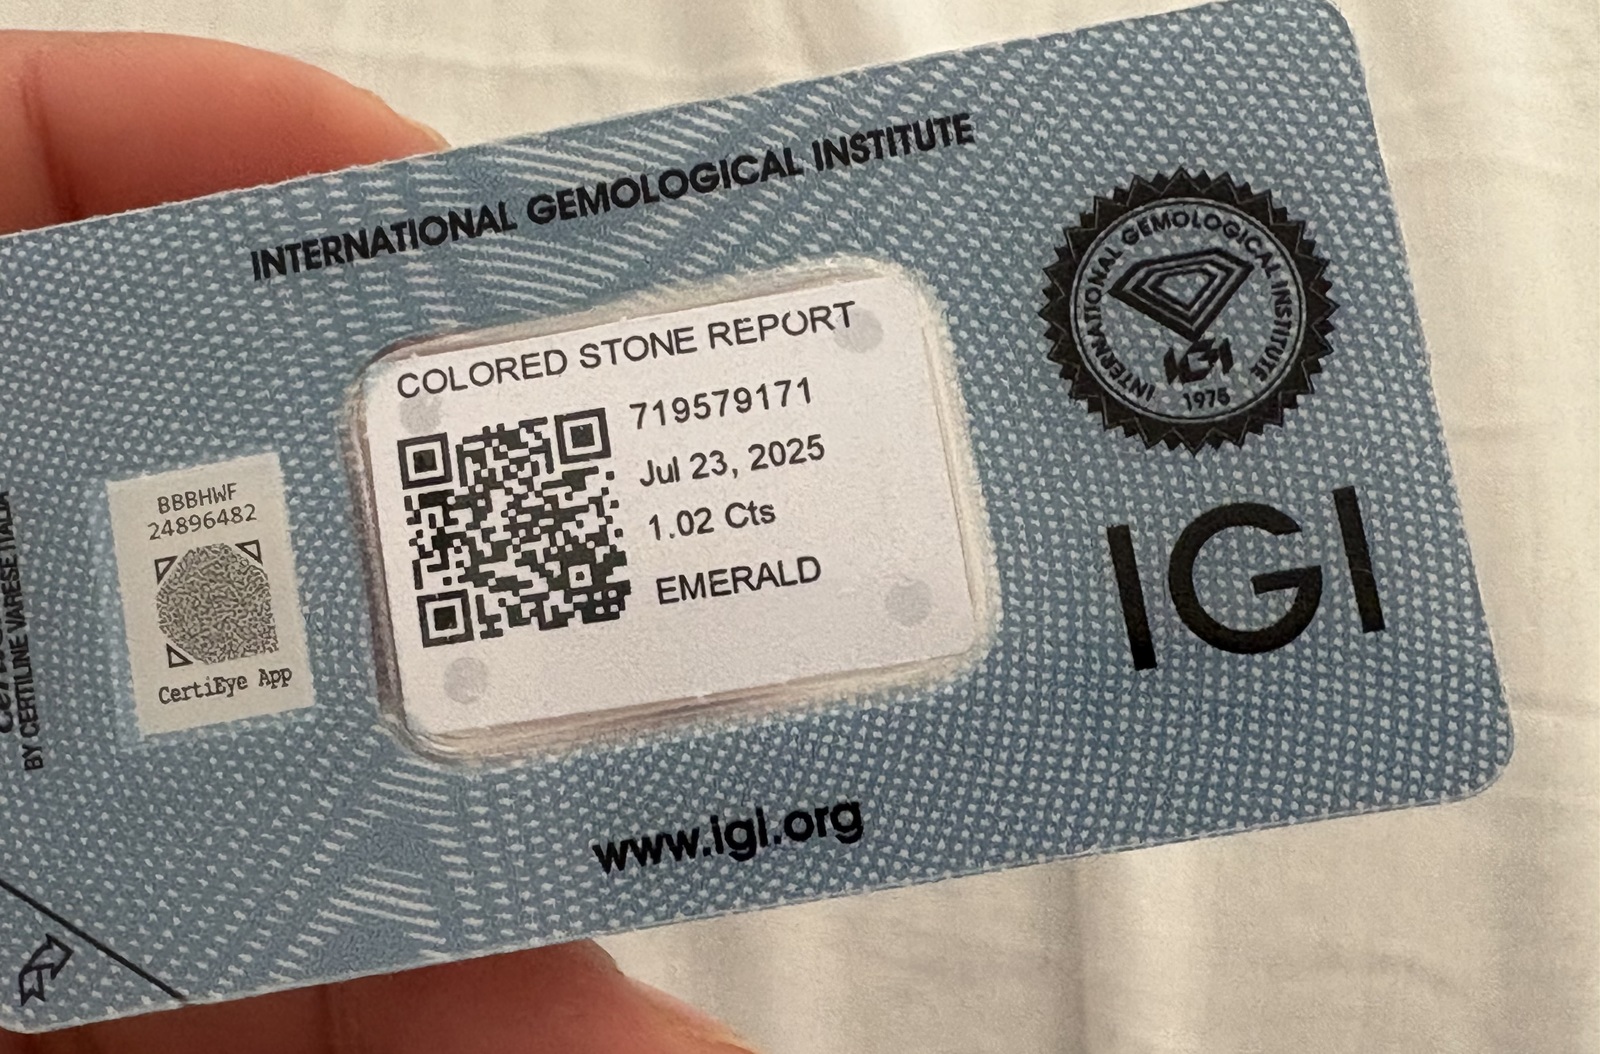 INTERNATIONAL GEMOLOGICAL INSTITUTE
COLORED STONE REPORT
719579171
Jul 23, 2025
1.02 Cts
EMERALD
BBBHWF
24896482
CertiEye App
BY CERTILINE VARESE ITALIA
INTERNATIONAL GEMOLOGICAL INSTITUTE
IGI
1975
IGI
www.igi.org